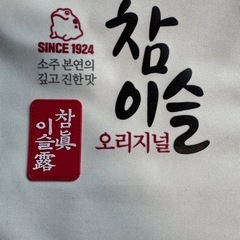 SINCE 1924
소주 본연의
깊고 진한 맛
참
이슬
오리지널
참眞
이슬露